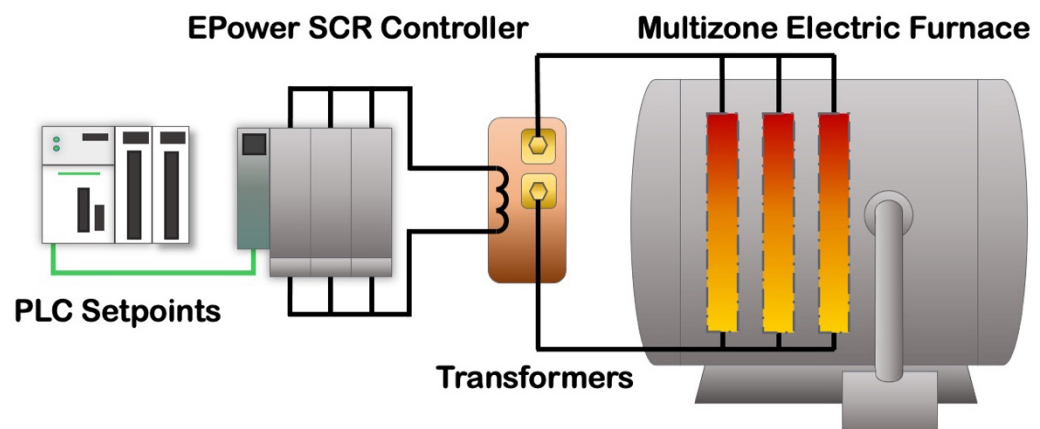 EPower SCR Controller
Multizone Electric Furnace
PLC Setpoints
Transformers